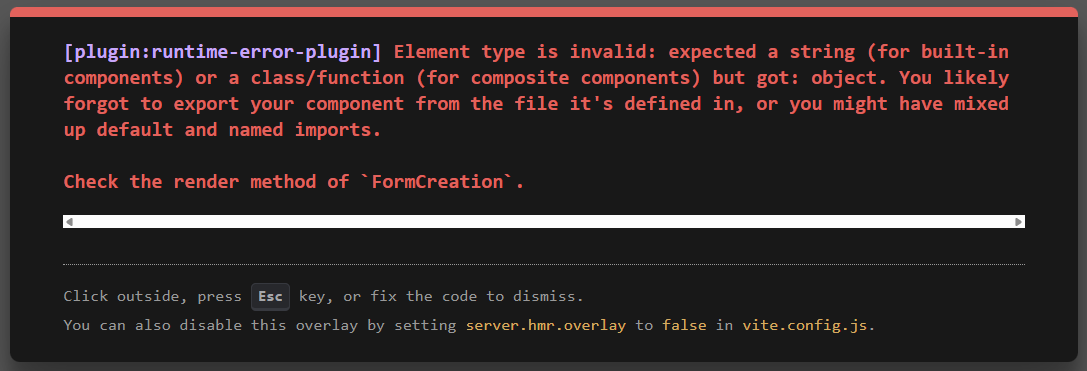 [plugin:runtime-error-plugin] Element type is invalid: expected a string (for built-in
components) or a class/function (for composite components) but got: object. You likely
forgot to export your component from the file it's defined in, or you might have mixed
up default and named imports.
Check the render method of `FormCreation`.
Click outside, press Esc key, or fix the code to dismiss.
You can also disable this overlay by setting server.hmr.overlay to false in vite.config.js.